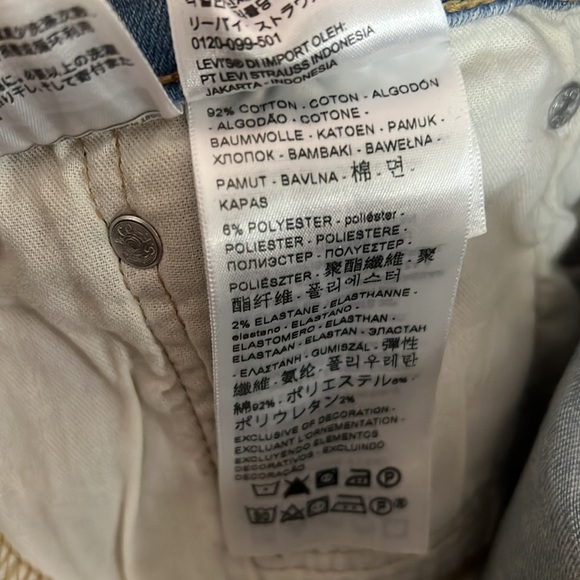 リーバイ・ストラウス
0120-099-501
LEVI'S® DI IMPORT OLEH:
PT LEVI STRAUSS INDONESIA
JAKARTA - INDONESIA
92% COTTON - COTON - ALGODÓN
- ALGODÃO - COTONE -
BAUMWOLLE - KATOEN - PAMUK -
ХЛОПОК - BAMBAKI - BAWEŁNA -
PAMUT - BAVLNA - 棉 - 면 -
KAPAS
6% POLYESTER - poliéster -
POLIESTER - POLIESTERE -
ПОЛИЭСТЕР - ΠΟΛΥΕΣΤΕΡ -
POLIÉSZTER - 聚酯纖維 - 聚
酯纤维 - 폴리에스터
2% ELASTANE - ELASTHANNE -
elastano - ELASTANO -
ELASTOMERO - ELASTHAN -
ELASTAAN - ELASTAN - ЭЛАСТАН
- ΕΛΑΣΤΑΝΗ - GUMISZÁL - 彈性
纖維 - 氨纶 - 폴리우레탄
綿92% - ポリエステル6% -
ポリウレタン2%
EXCLUSIVE OF DECORATION -
EXCLUANT L'ORNEMENTATION -
EXCLUYENDO ELEMENTOS
DECORATIVOS - EXCLUINDO